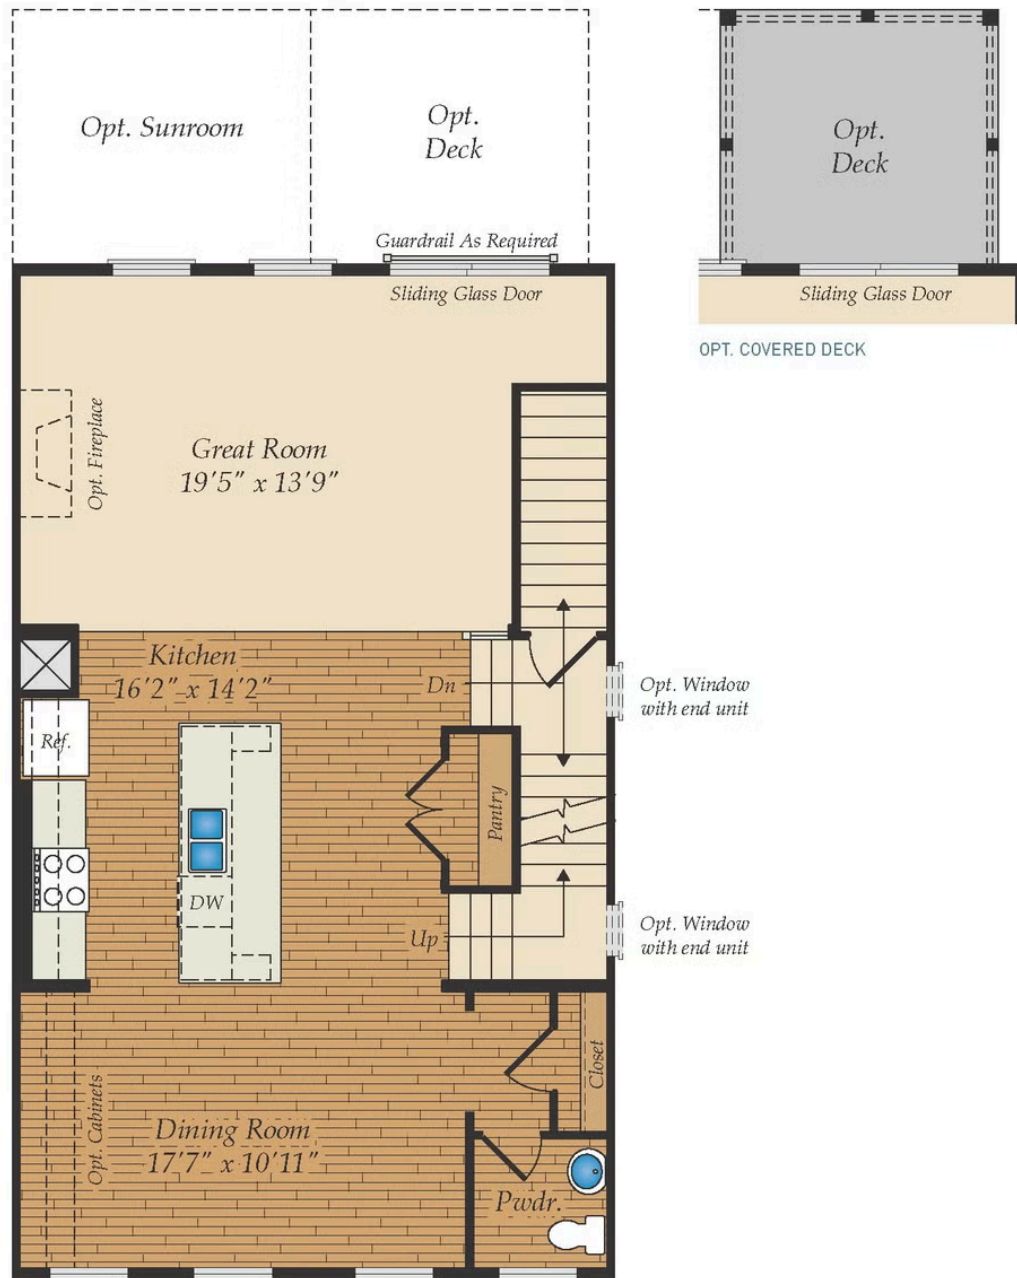 Opt. Sunroom
Opt.
Deck
Opt.
Deck
Guardrail As Required
Sliding Glass Door
Sliding Glass Door
OPT. COVERED DECK
Opt. Fireplace
Great Room
19'5" x 13'9"
Kitchen
16'2" x 14'2"
Dn
Opt. Window
with end unit
Ref.
Pantry
DW
Up
Opt. Window
with end unit
Closet
Opt. Cabinets
Dining Room
17'7" x 10'11"
Pwdr.